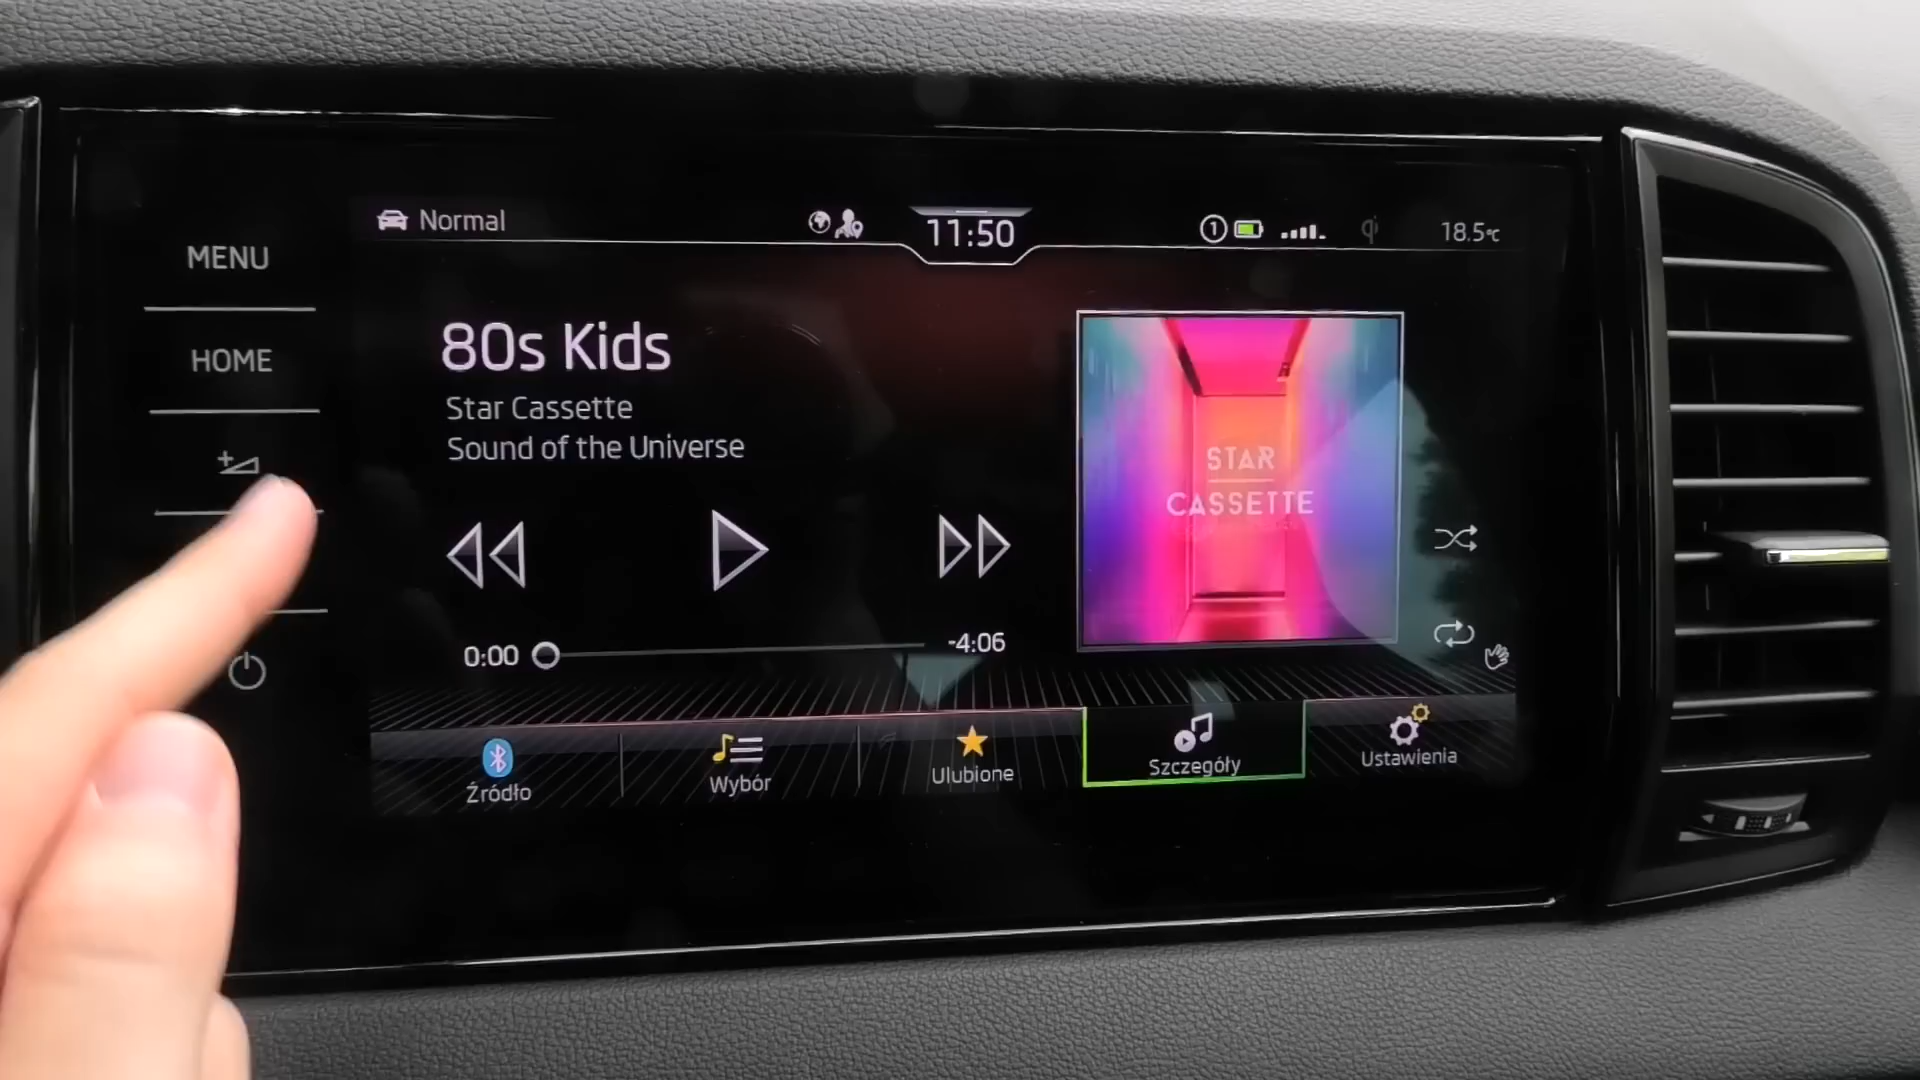 Normal
11:50
1
18.5°C
MENU
HOME
80s Kids
Star Cassette
Sound of the Universe
STAR
CASSETTE
0:00
-4:06
Źródło
Wybór
Ulubione
Szczegóły
Ustawienia